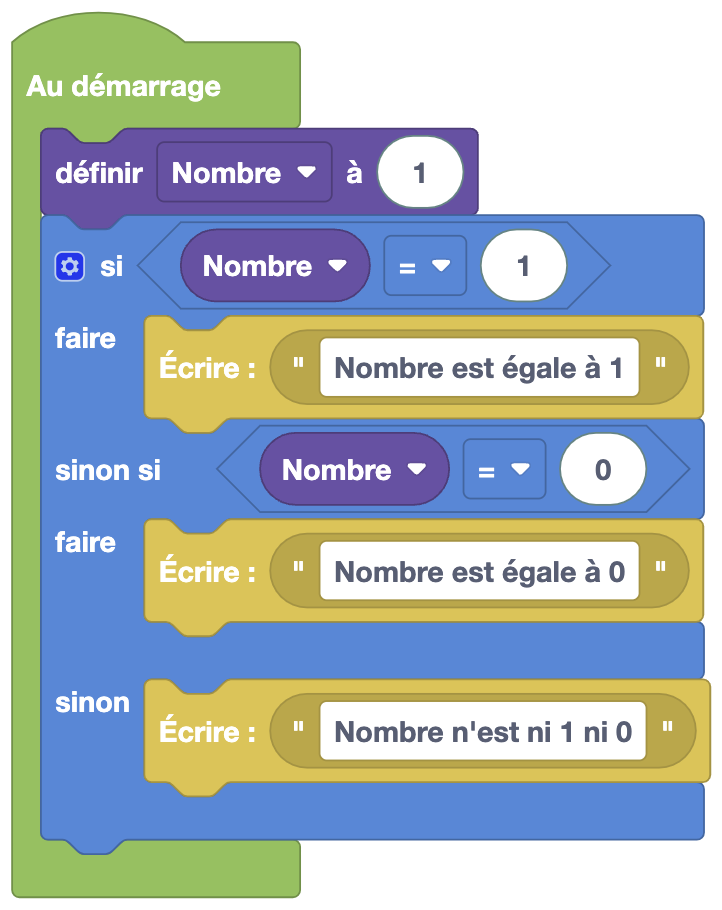 Au démarrage
définir Nombre à 1
si Nombre = 1
faire
Écrire : " Nombre est égale à 1 "
sinon si Nombre = 0
faire
Écrire : " Nombre est égale à 0 "
sinon
Écrire : " Nombre n'est ni 1 ni 0 "